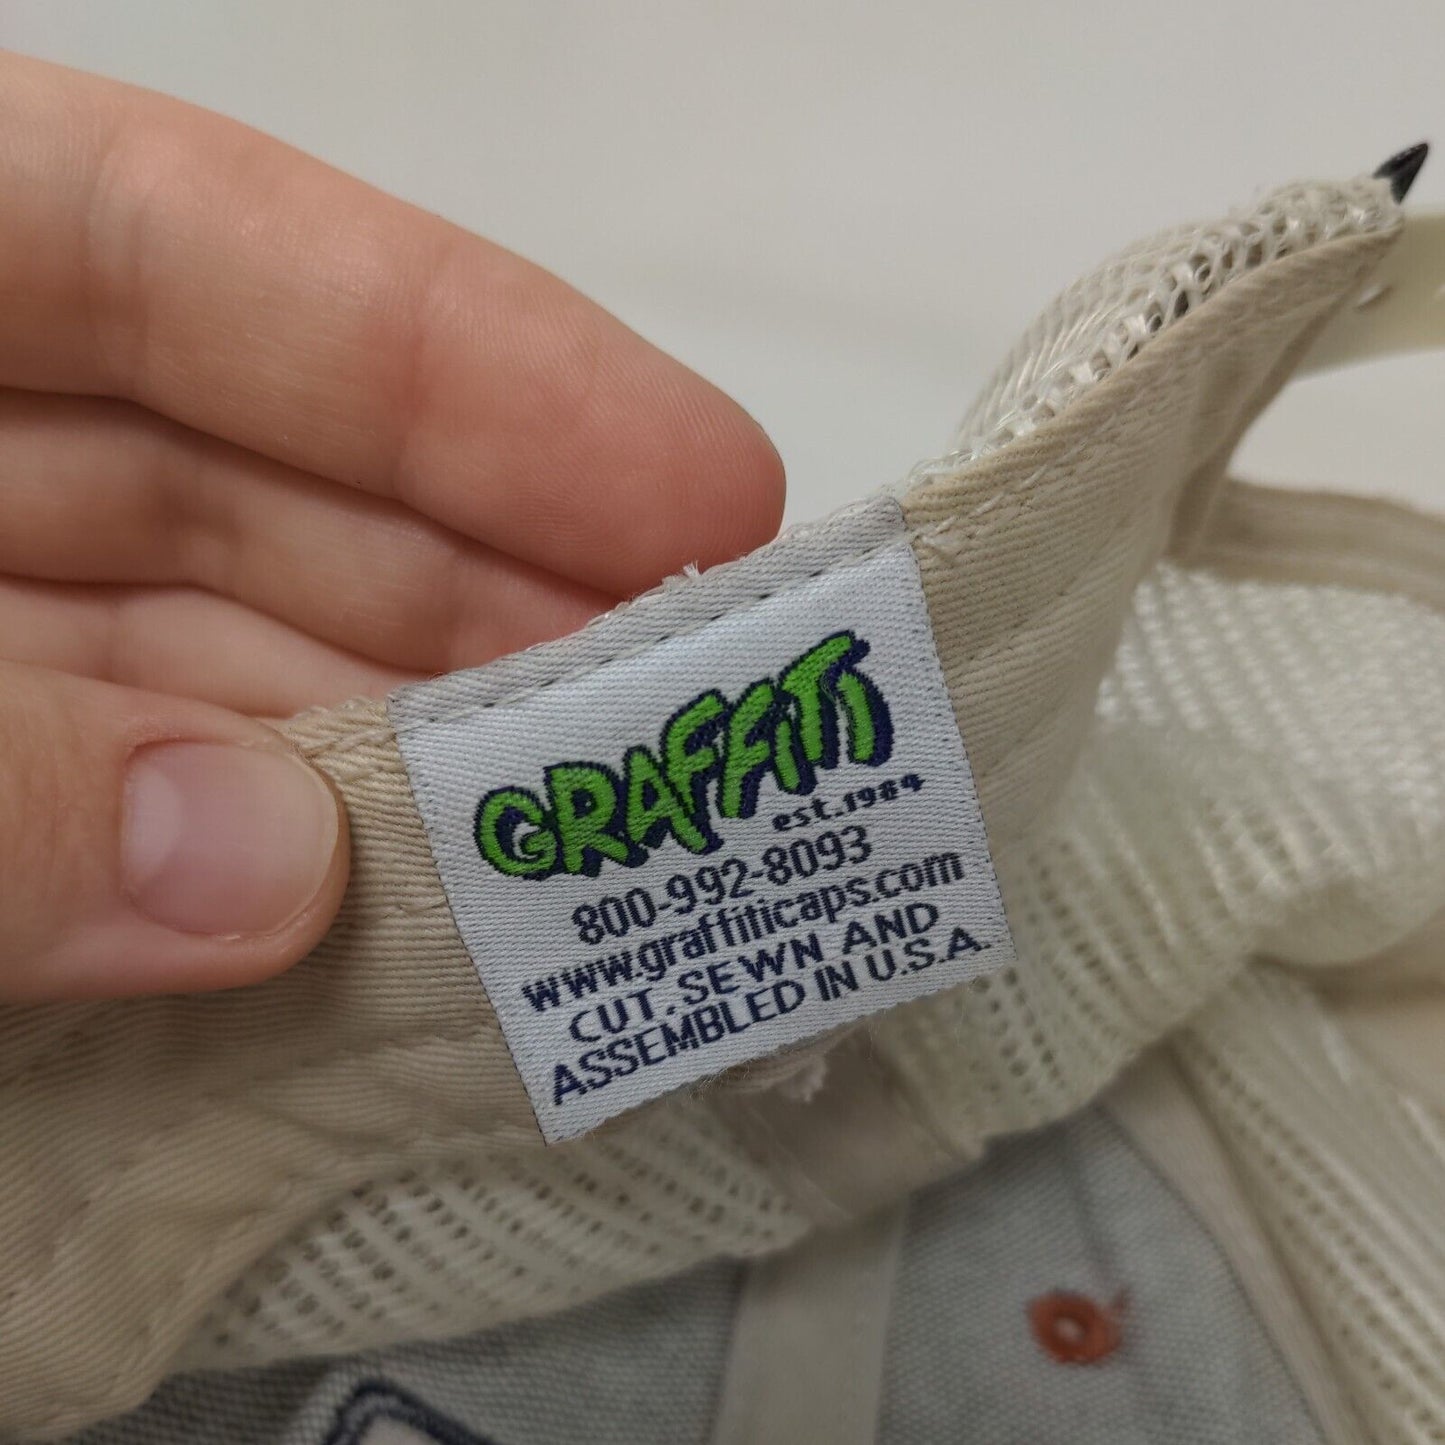 GRAFFITI
est.1984
800-992-8093
www.graffiticaps.com
CUT, SEWN AND
ASSEMBLED IN U.S.A.